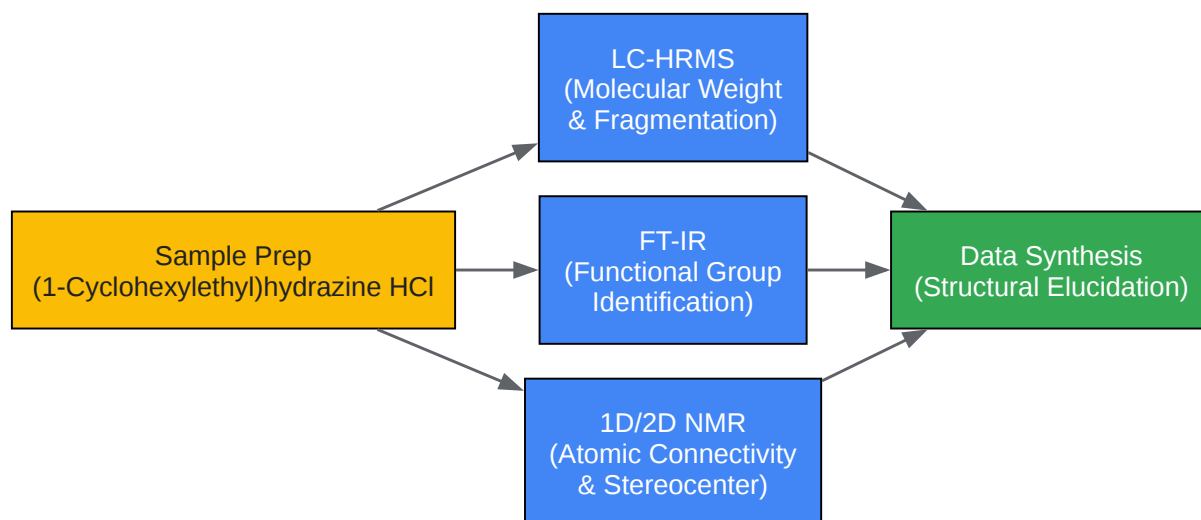 LC-HRMS
(Molecular Weight
& Fragmentation)
Sample Prep
(1-Cyclohexylethyl)hydrazine HCl
FT-IR
(Functional Group
Identification)
Data Synthesis
(Structural Elucidation)
1D/2D NMR
(Atomic Connectivity
& Stereocenter)